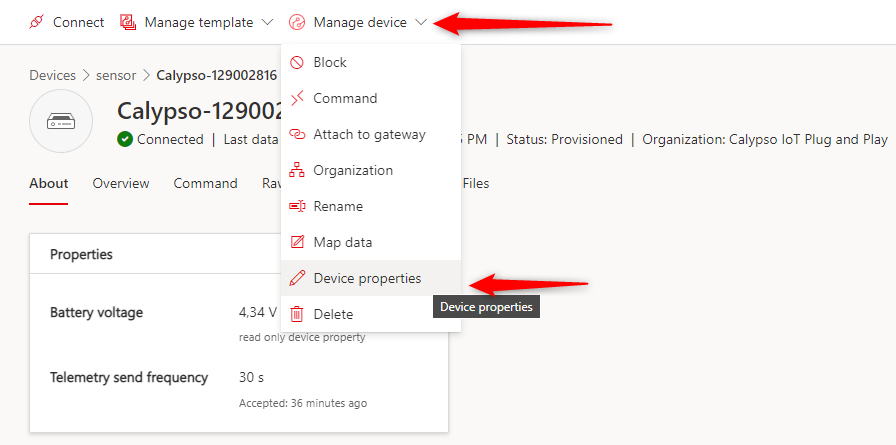 Connect Manage template Manage device
Block
Devices > sensor > Calypso-129002816
Command
Calypso-129002
Attach to gateway
Connected | Last data PM | Status: Provisioned | Organization: Calypso IoT Plug and Play
Organization
About Overview Command Raw Files
Rename
Map data
Properties
Device properties
Device properties
Battery voltage 4,34 V
Delete
read only device property
Telemetry send frequency 30 s
Accepted: 36 minutes ago